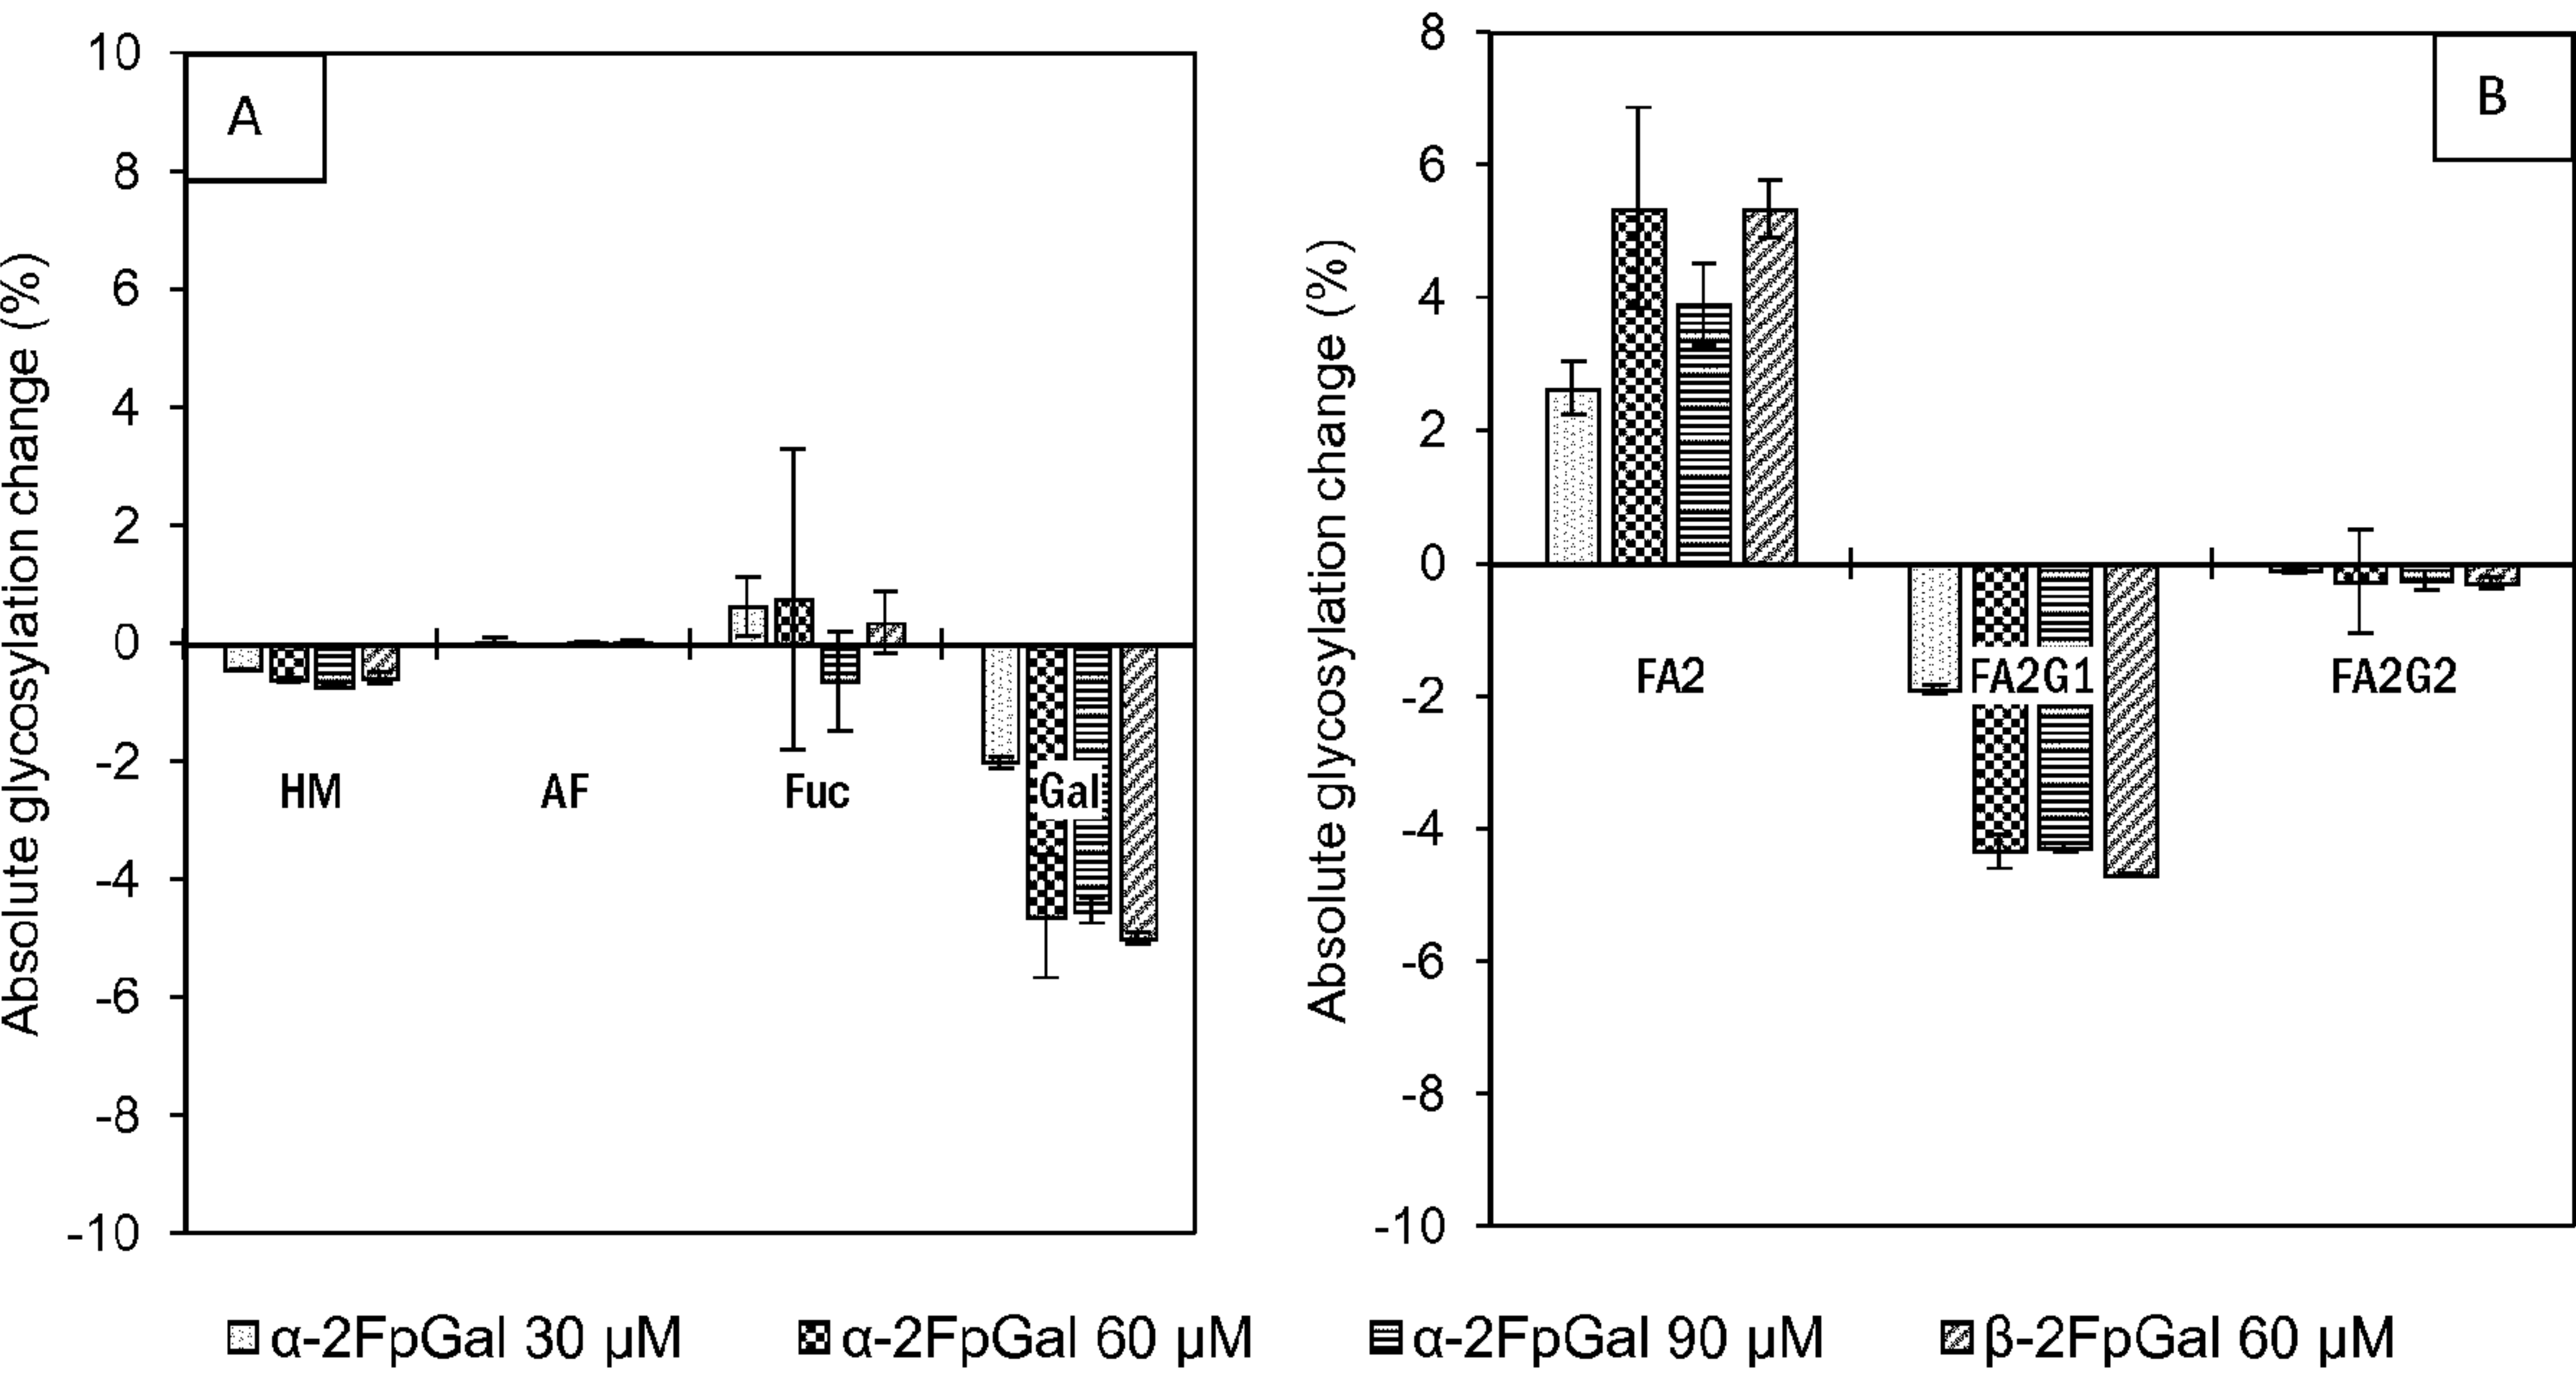 A
10
8
6
4
2
0
-2
-4
-6
-8
-10
Absolute glycosylation change (%)
HM
AF
Fuc
Gal
B
8
6
4
2
0
-2
-4
-6
-8
-10
Absolute glycosylation change (%)
FA2
FA2G1
FA2G2
α-2FpGal 30 µM
α-2FpGal 60 µM
α-2FpGal 90 µM
β-2FpGal 60 µM